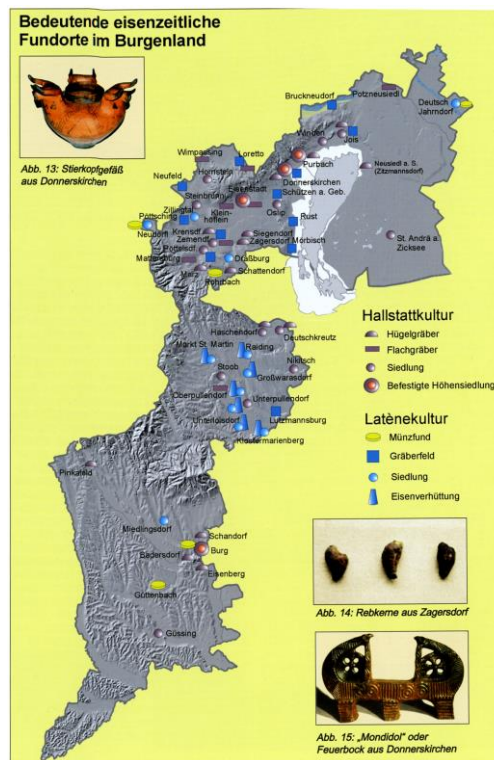 Bedeutende eisenzeitliche
Fundorte im Burgenland
Abb. 13: Stierkopfgefäß
aus Donnerskirchen
Potzneusiedl
Bruckneudorf
Deutsch
Jahrndorf
Winden
Jois
Wimpassing
Loretto
Purbach
Neusiedl a. S.
(Zitzmannsdorf)
Hornstein
Neufeld
Donnerskirchen
Steinbrunn
Eisenstadt
Schützen a. Geb.
Zillingtal
Klein-
höflein
Oslip
Rust
Pöttsching
Neudörfl
Krensdf
Siegendorf
Zemendf
Zagersdorf
Mörbisch
St. Andrä a.
Zicksee
Pöttelsdf
Mattersburg
Draßburg
Marz
Schattendorf
Rohrbach
Hallstattkultur
Hügelgräber
Flachgräber
Siedlung
Befestigte Höhensiedlung
Haschendorf
Deutschkreutz
Markt St. Martin
Raiding
Nikitsch
Stoob
Großwarasdorf
Oberpullendorf
Unterpullendorf
Lutzmannsburg
Unterloisdorf
Klostermarienberg
Latènekultur
Münzfund
Gräberfeld
Siedlung
Eisenverhüttung
Pinkafeld
Miedlingsdorf
Schandorf
Burg
Badersdorf
Eisenberg
Güttenbach
Güssing
Abb. 14: Rebkerne aus Zagersdorf
Abb. 15: „Mondidol" oder
Feuerbock aus Donnerskirchen